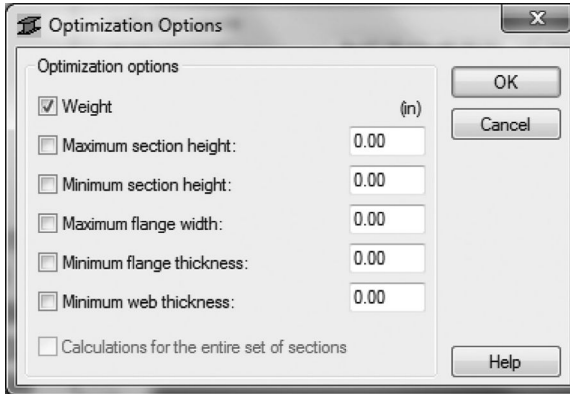 Optimization Options
Optimization options
Weight (in)
Maximum section height: 0.00
Minimum section height: 0.00
Maximum flange width: 0.00
Minimum flange thickness: 0.00
Minimum web thickness: 0.00
Calculations for the entire set of sections
OK
Cancel
Help